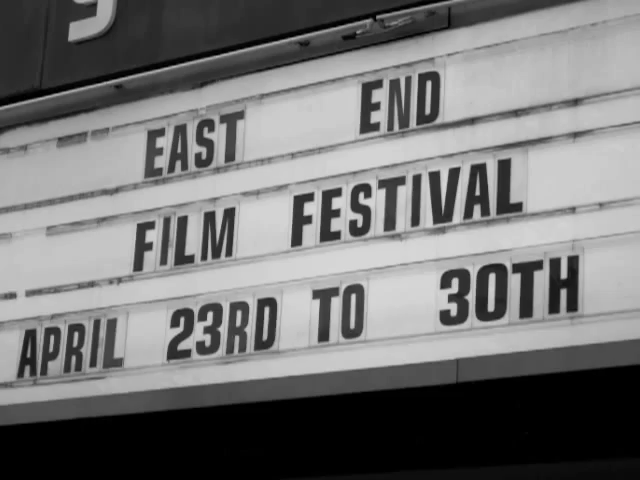 EAST END
FILM FESTIVAL
APRIL 23RD TO 30TH